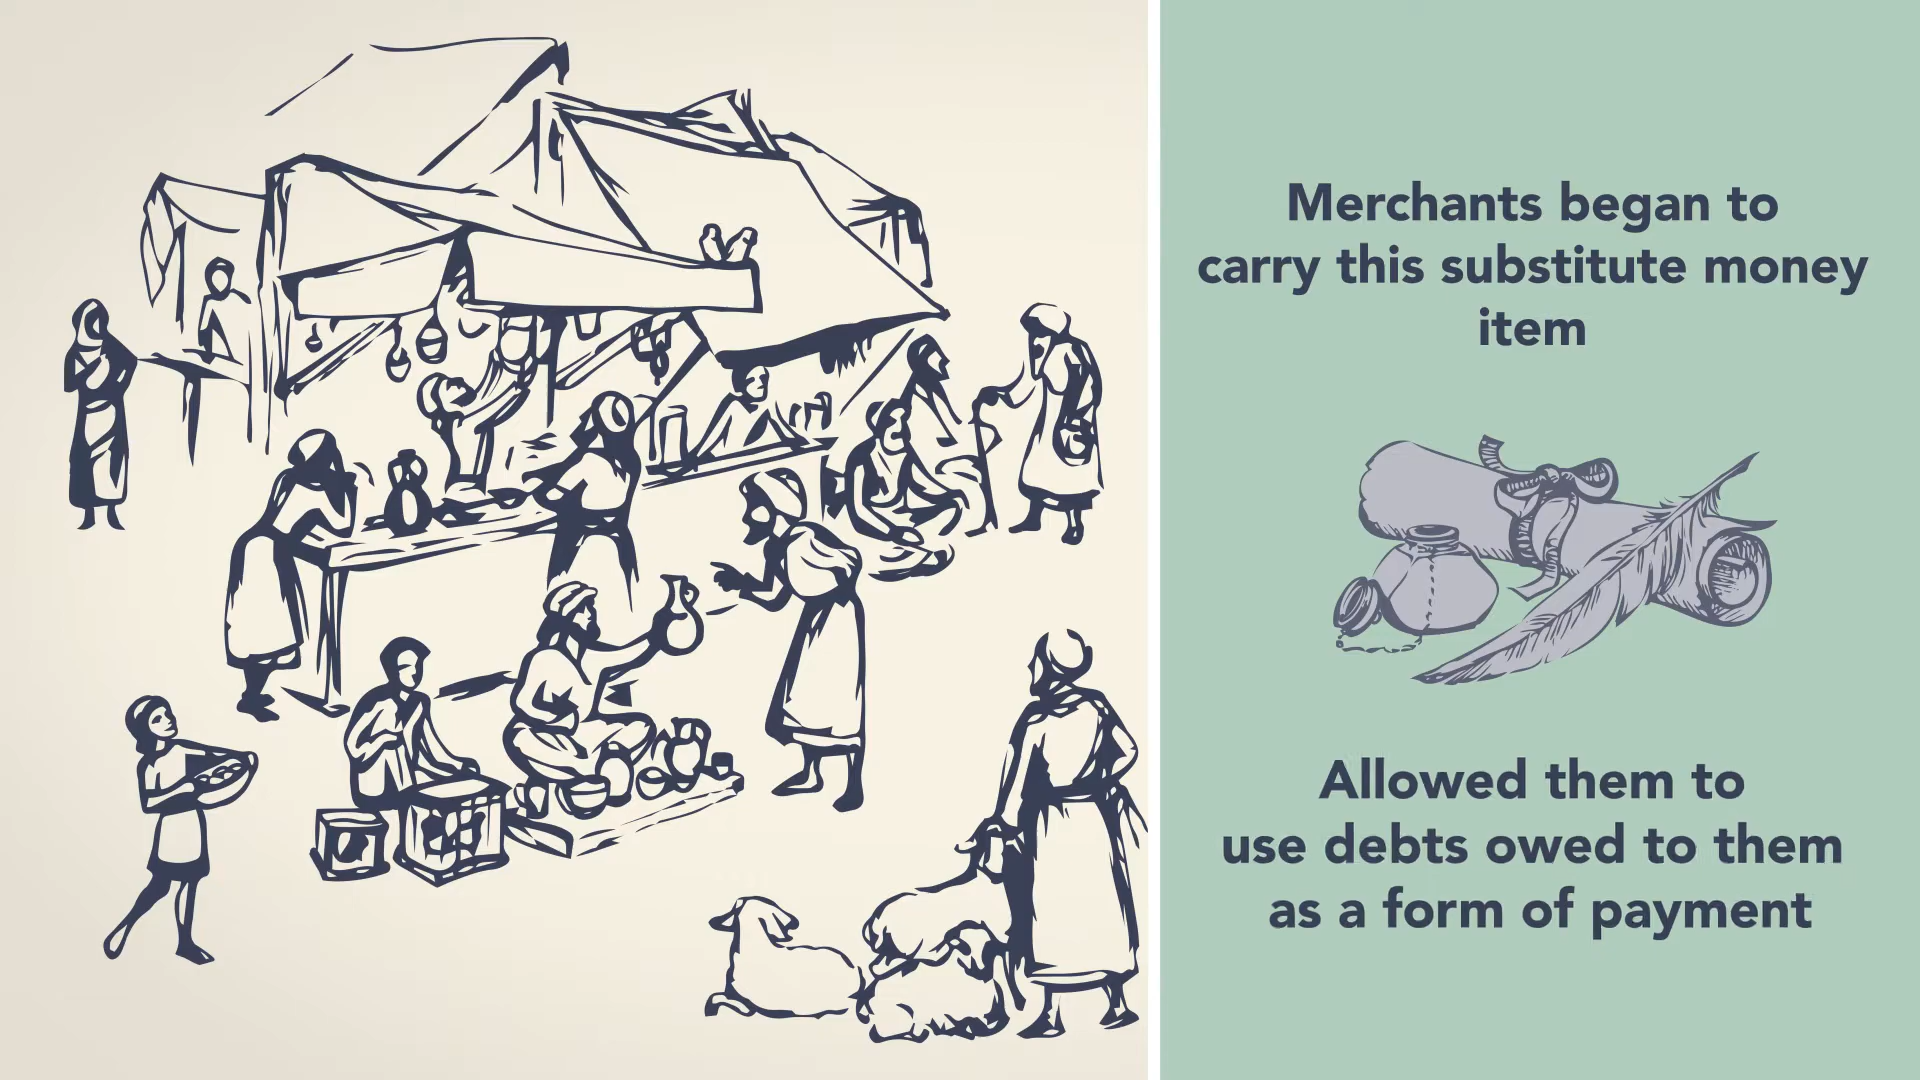 Merchants began to
carry this substitute money
item
Allowed them to
use debts owed to them
as a form of payment